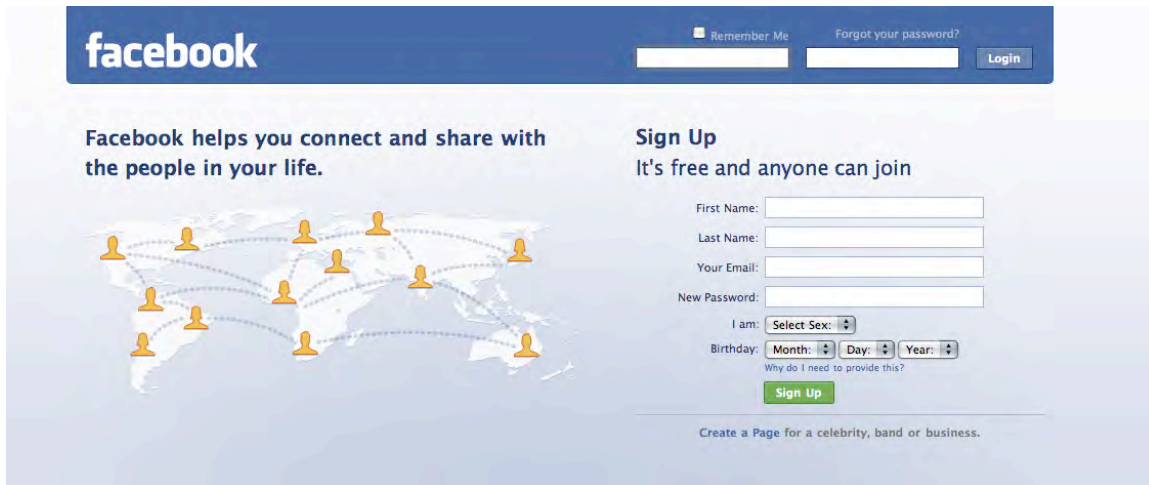 facebook
Remember Me
Forgot your password?
Login
Facebook helps you connect and share with
the people in your life.
Sign Up
It's free and anyone can join
First Name:
Last Name:
Your Email:
New Password:
I am: Select Sex:
Birthday: Month: Day: Year:
Why do I need to provide this?
Sign Up
Create a Page for a celebrity, band or business.